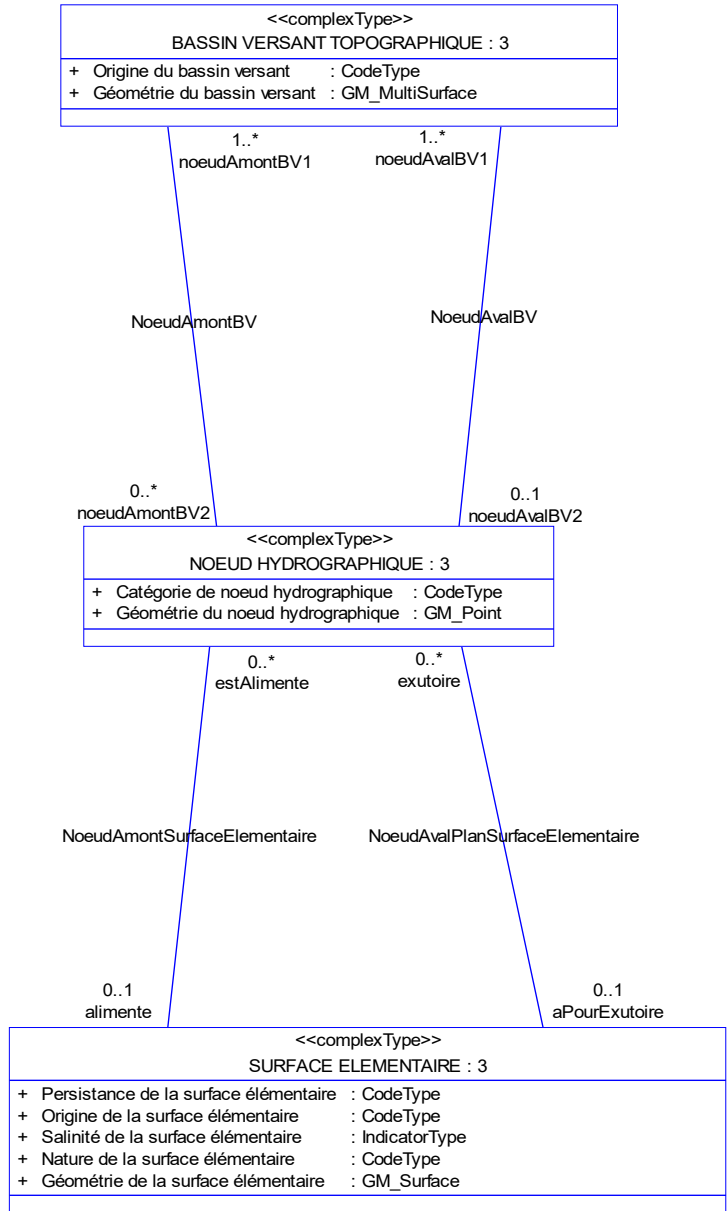 <<complexType>>
BASSIN VERSANT TOPOGRAPHIQUE : 3
+ Origine du bassin versant : CodeType
+ Géométrie du bassin versant : GM_MultiSurface
1..* 1..*
noeudAmontBV1 noeudAvalBV1
NoeudAmontBV NoeudAvalBV
0..* 0..1
noeudAmontBV2 noeudAvalBV2
<<complexType>>
NOEUD HYDROGRAPHIQUE : 3
+ Catégorie de noeud hydrographique : CodeType
+ Géométrie du noeud hydrographique : GM_Point
0..* 0..*
estAlimente exutoire
NoeudAmontSurfaceElementaire NoeudAvalPlanSurfaceElementaire
0..1 0..1
alimente aPourExutoire
<<complexType>>
SURFACE ELEMENTAIRE : 3
+ Persistance de la surface élémentaire : CodeType
+ Origine de la surface élémentaire : CodeType
+ Salinité de la surface élémentaire : IndicatorType
+ Nature de la surface élémentaire : CodeType
+ Géométrie de la surface élémentaire : GM_Surface